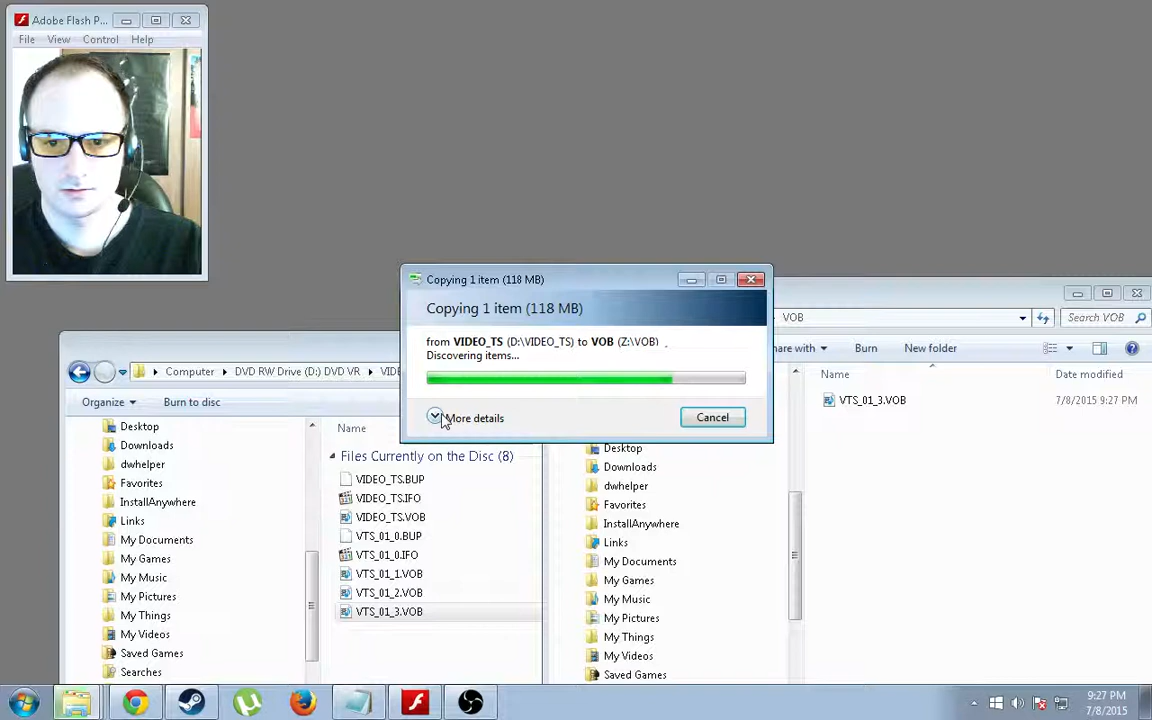 Adobe Flash P...
File View Control Help
Copying 1 item (118 MB)
Copying 1 item (118 MB)
from VIDEO_TS (D:\VIDEO_TS) to VOB (Z:\VOB)
Discovering items...
More details
Cancel
Computer DVD RW Drive (D:) DVD VR
Organize Burn to disc
Desktop
Downloads
dwhelper
Favorites
InstallAnywhere
Links
My Documents
My Games
My Music
My Pictures
My Things
My Videos
Saved Games
Searches
Name
Files Currently on the Disc (8)
VIDEO_TS.BUP
VIDEO_TS.IFO
VIDEO_TS.VOB
VTS_01_0.BUP
VTS_01_0.IFO
VTS_01_1.VOB
VTS_01_2.VOB
VTS_01_3.VOB
VOB
Search VOB
Burn New folder
Desktop
Downloads
dwhelper
Favorites
InstallAnywhere
Links
My Documents
My Games
My Music
My Pictures
My Things
My Videos
Saved Games
Name Date modified
VTS_01_3.VOB 7/8/2015 9:27 PM
9:27 PM
7/8/2015